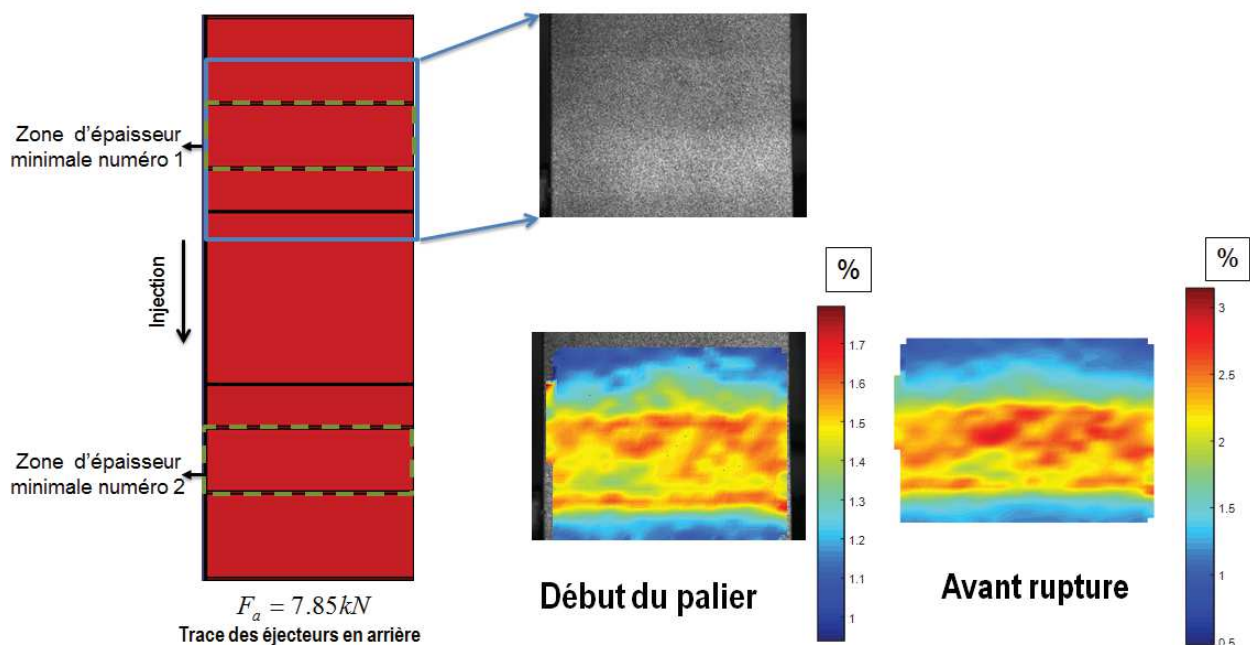 Zone d'épaisseur
minimale numéro 1
Injection
Zone d'épaisseur
minimale numéro 2
F_a = 7.85kN
Trace des éjecteurs en arrière
%
1.7
1.6
1.5
1.4
1.3
1.2
1.1
1
Début du palier
%
3
2.5
2
1.5
1
0.5
Avant rupture